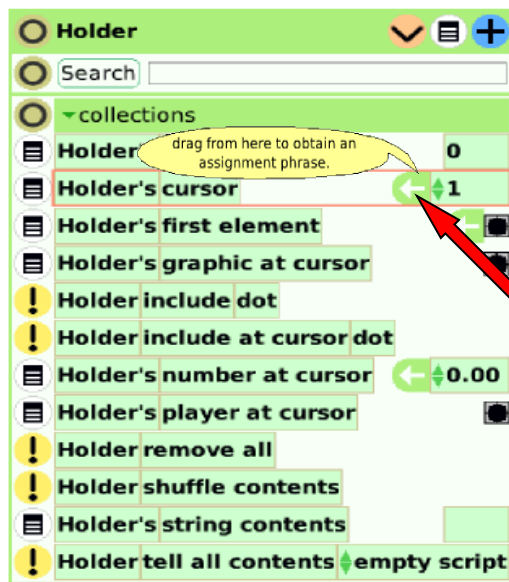 Holder
Search
collections
drag from here to obtain an
assignment phrase.
Holder 0
Holder's cursor 1
Holder's first element
Holder's graphic at cursor
Holder include dot
Holder include at cursor dot
Holder's number at cursor 0.00
Holder's player at cursor
Holder remove all
Holder shuffle contents
Holder's string contents
Holder tell all contents empty script